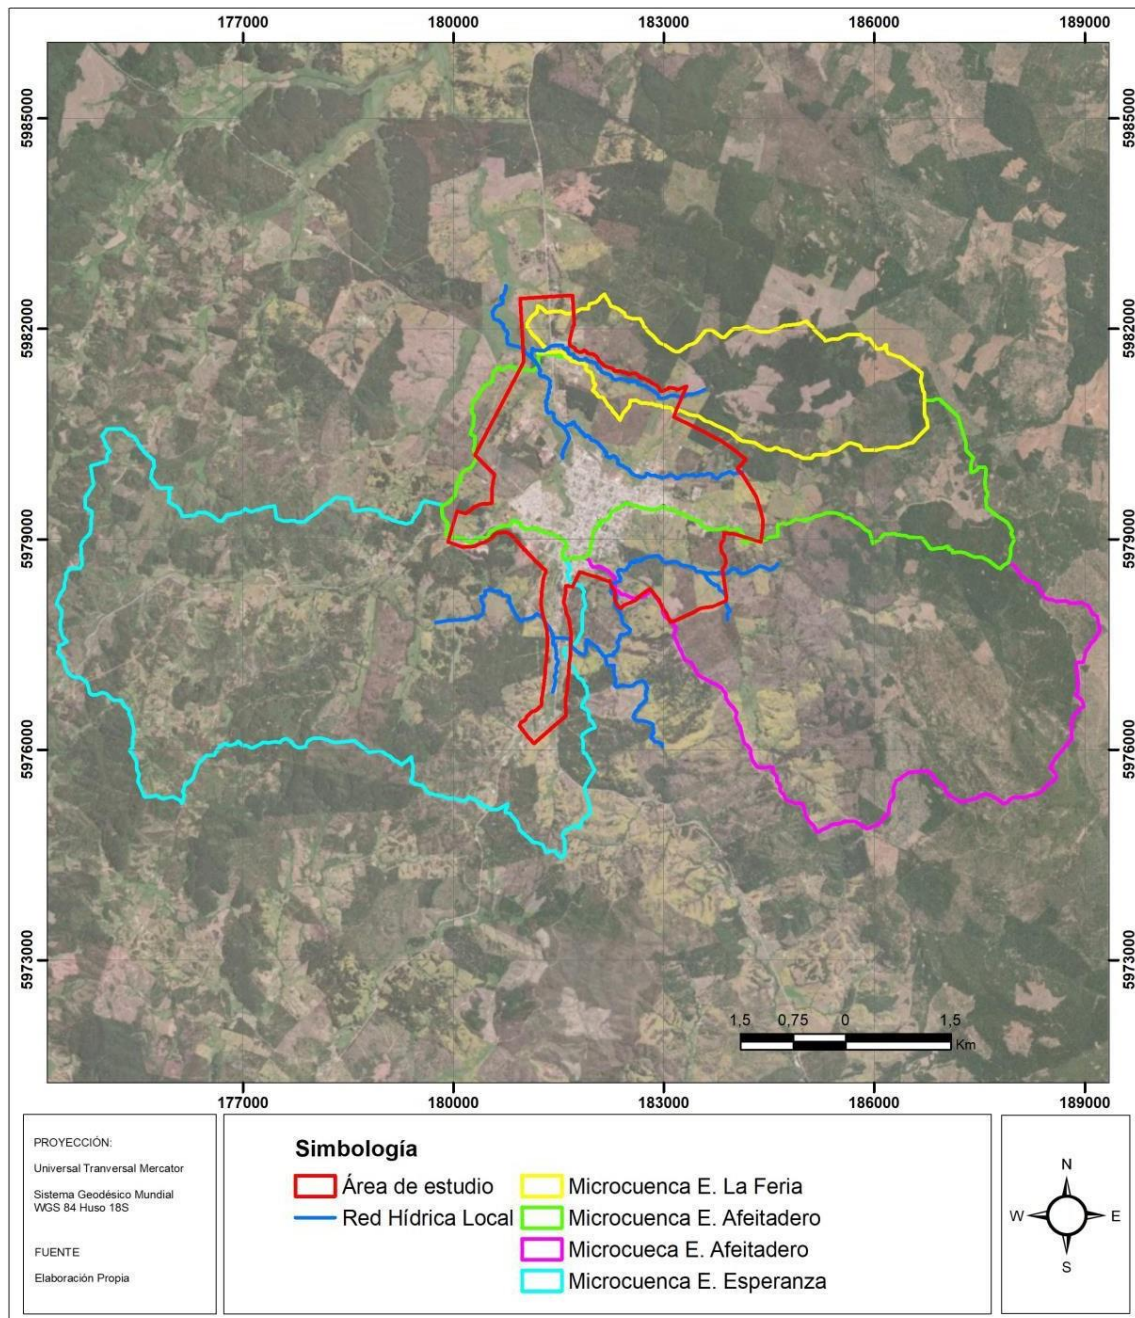 177000 180000 183000 186000 189000
5985000 5985000
5982000 5982000
5979000 5979000
5976000 5976000
5973000 5973000
1,5 0,75 0 1,5
Km
177000 180000 183000 186000 189000
PROYECCIÓN:
Universal Tranversal Mercator
Sistema Geodésico Mundial
WGS 84 Huso 18S
FUENTE
Elaboración Propia
Simbología
Área de estudio
Red Hídrica Local
Microcuenca E. La Feria
Microcuenca E. Afeitadero
Microcueca E. Afeitadero
Microcuenca E. Esperanza
N
W E
S